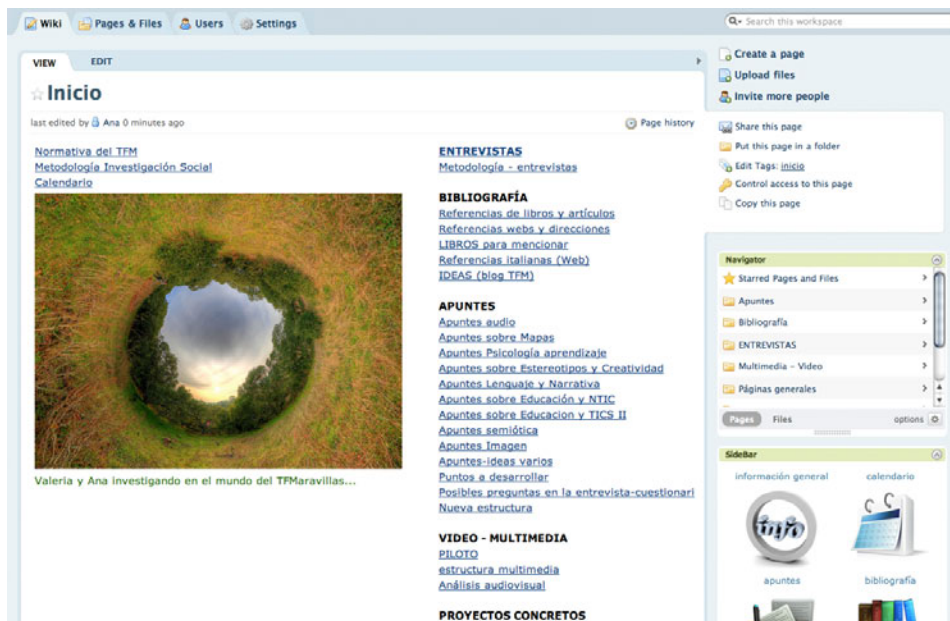 Wiki
Pages & Files
Users
Settings
Search this workspace
VIEW
EDIT
Inicio
last edited by Ana 0 minutes ago
Page history
Normativa del TFM
Metodología Investigación Social
Calendario
Valeria y Ana investigando en el mundo del TFMaravillas...
ENTREVISTAS
Metodología - entrevistas
BIBLIOGRAFÍA
Referencias de libros y artículos
Referencias webs y direcciones
LIBROS para mencionar
Referencias italianas (Web)
IDEAS (blog TFM)
APUNTES
Apuntes audio
Apuntes sobre Mapas
Apuntes Psicología aprendizaje
Apuntes sobre Estereotipos y Creatividad
Apuntes Lenguaje y Narrativa
Apuntes sobre Educación y NTIC
Apuntes sobre Educacion y TICS II
Apuntes semiótica
Apuntes Imagen
Apuntes-ideas varios
Puntos a desarrollar
Posibles preguntas en la entrevista-cuestionari
Nueva estructura
VIDEO - MULTIMEDIA
PILOTO
estructura multimedia
Análisis audiovisual
PROYECTOS CONCRETOS
Create a page
Upload files
Invite more people
Share this page
Put this page in a folder
Edit Tags: inicio
Control access to this page
Copy this page
Navigator
Starred Pages and Files
Apuntes
Bibliografía
ENTREVISTAS
Multimedia - Video
Páginas generales
Pages
Files
options
SideBar
información general
calendario
info
apuntes
bibliografía